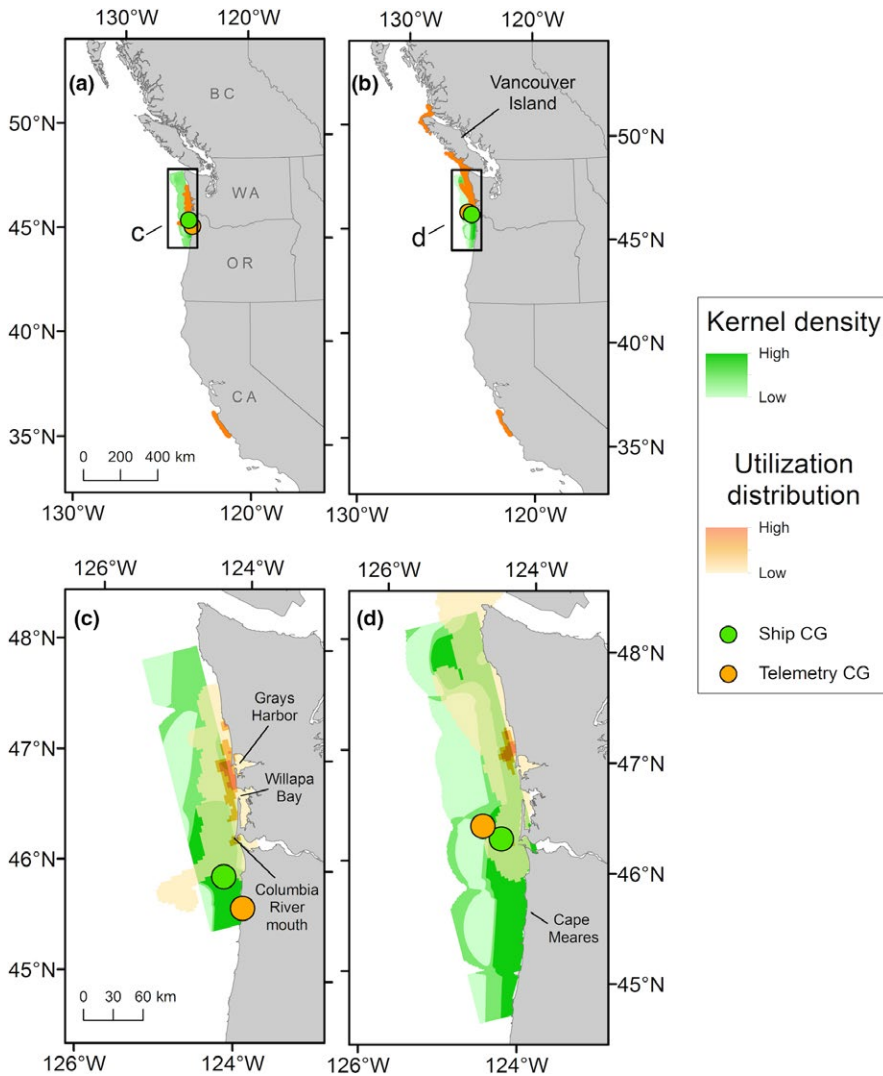 130°W 120°W
130°W
(a)
(b)
Vancouver
Island
BC
50°N
50°N
WA
45°N
c
d
45°N
OR
40°N
40°N
CA
35°N
35°N
0 200 400 km
130°W 120°W
130°W 120°W
Kernel density
High
Low
Utilization
distribution
High
Low
Ship CG
Telemetry CG
126°W 124°W
126°W 124°W
(c)
(d)
48°N
48°N
Grays
Harbor
47°N
47°N
Willapa
Bay
46°N
46°N
Columbia
River
mouth
Cape
Meares
45°N
45°N
0 30 60 km
126°W 124°W
126°W 124°W